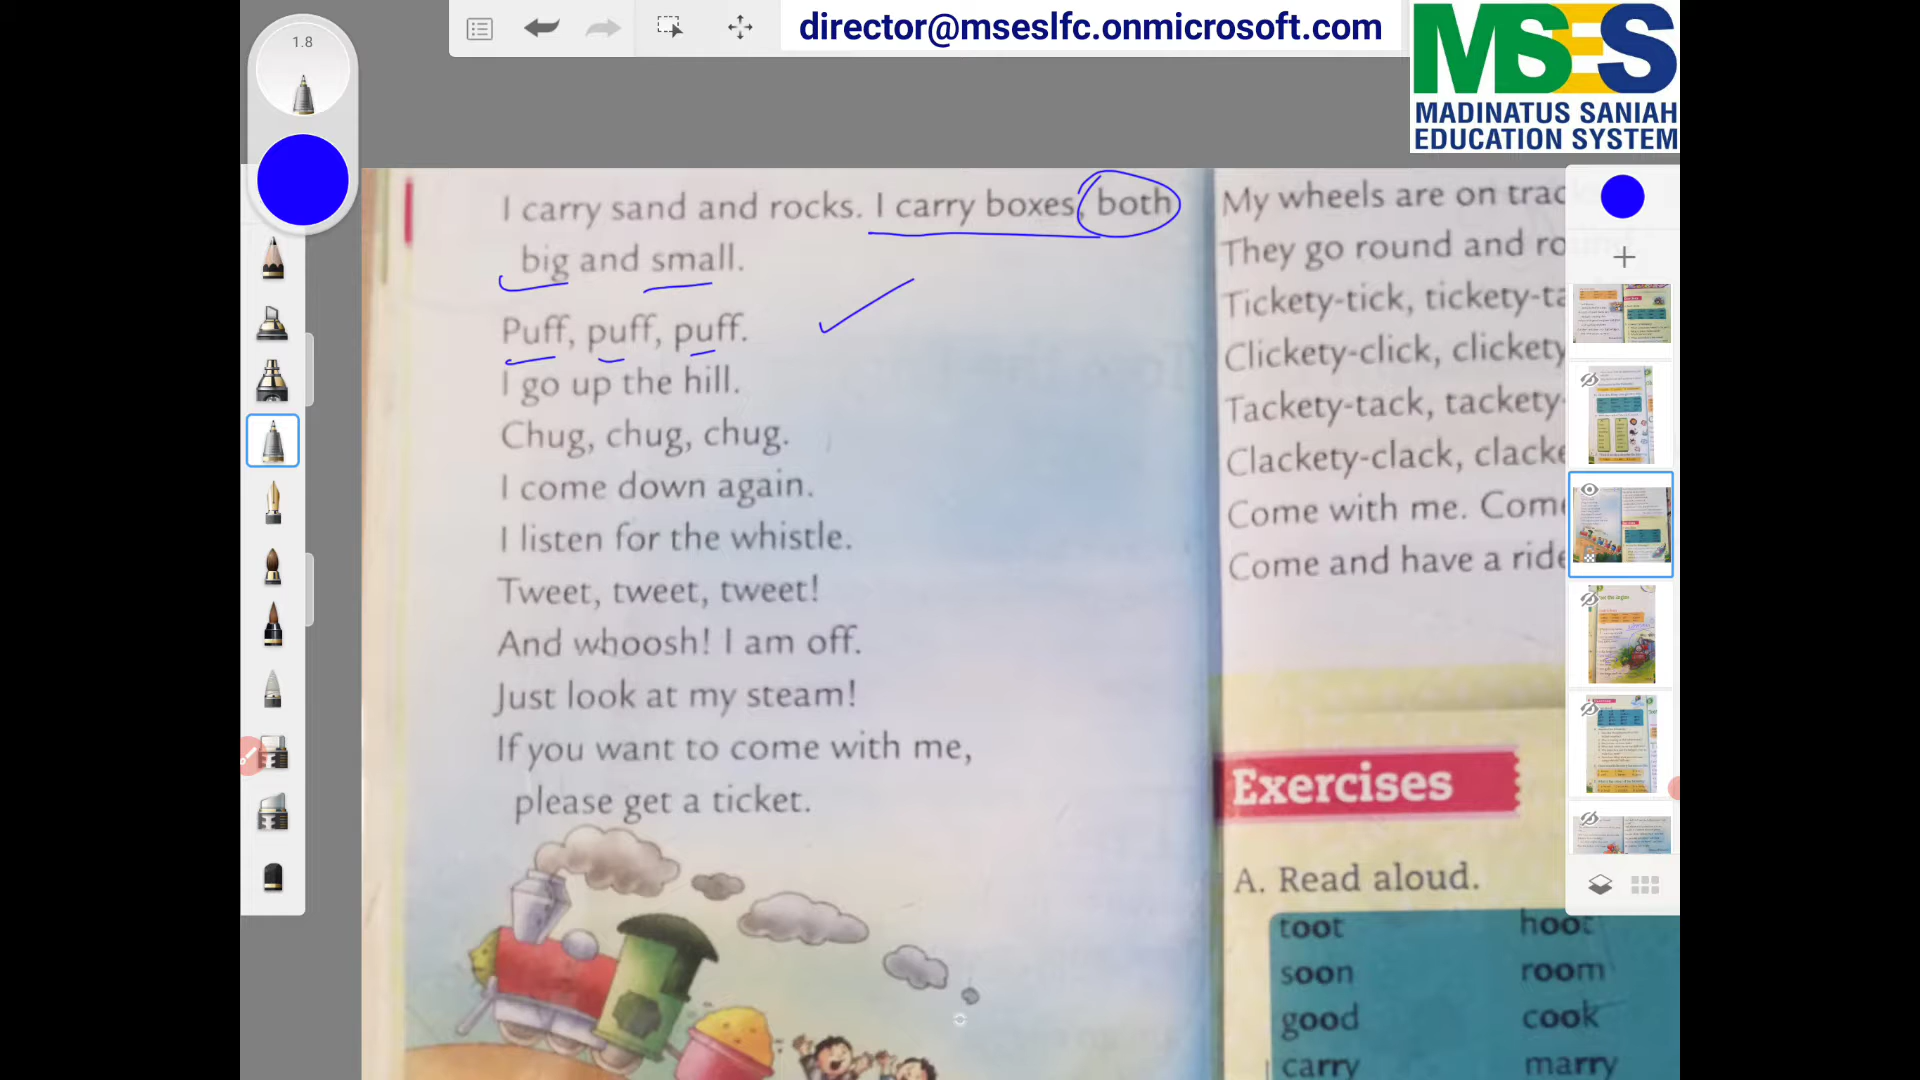 1.8
director@mseslfc.onmicrosoft.com
MSES
MADINATUS SANIAH
EDUCATION SYSTEM
I carry sand and rocks. I carry boxes, both
big and small.
Puff, puff, puff.
I go up the hill.
Chug, chug, chug.
I come down again.
I listen for the whistle.
Tweet, tweet, tweet!
And whoosh! I am off.
Just look at my steam!
If you want to come with me,
please get a ticket.
My wheels are on
They go round and
Tickety-tick,
Clickety-click, clickety
Tackety-tack, tackety-
Clackety-clack,
Come with me. Come
Come and have a ride
Exercises
A. Read aloud.
toot hoot
soon room
good cook
carry marry